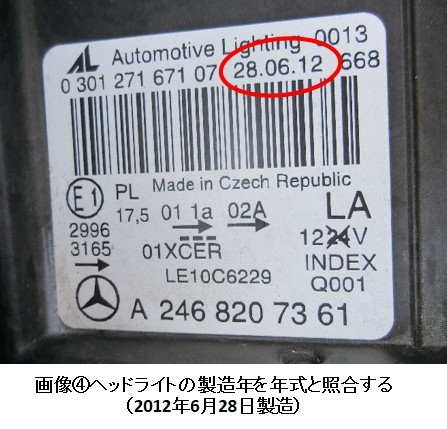 AL Automotive Lighting 0013
0 301 271 671 07 28.06.12 668
E1 PL Made in Czech Republic
17,5 01 1a 02A LA
2996
3165 01XCER 1224V
LE10C6229 INDEX
Q001
A 246 820 73 61
画像④ヘッドライトの製造年を年式と照合する
（2012年6月28日製造）